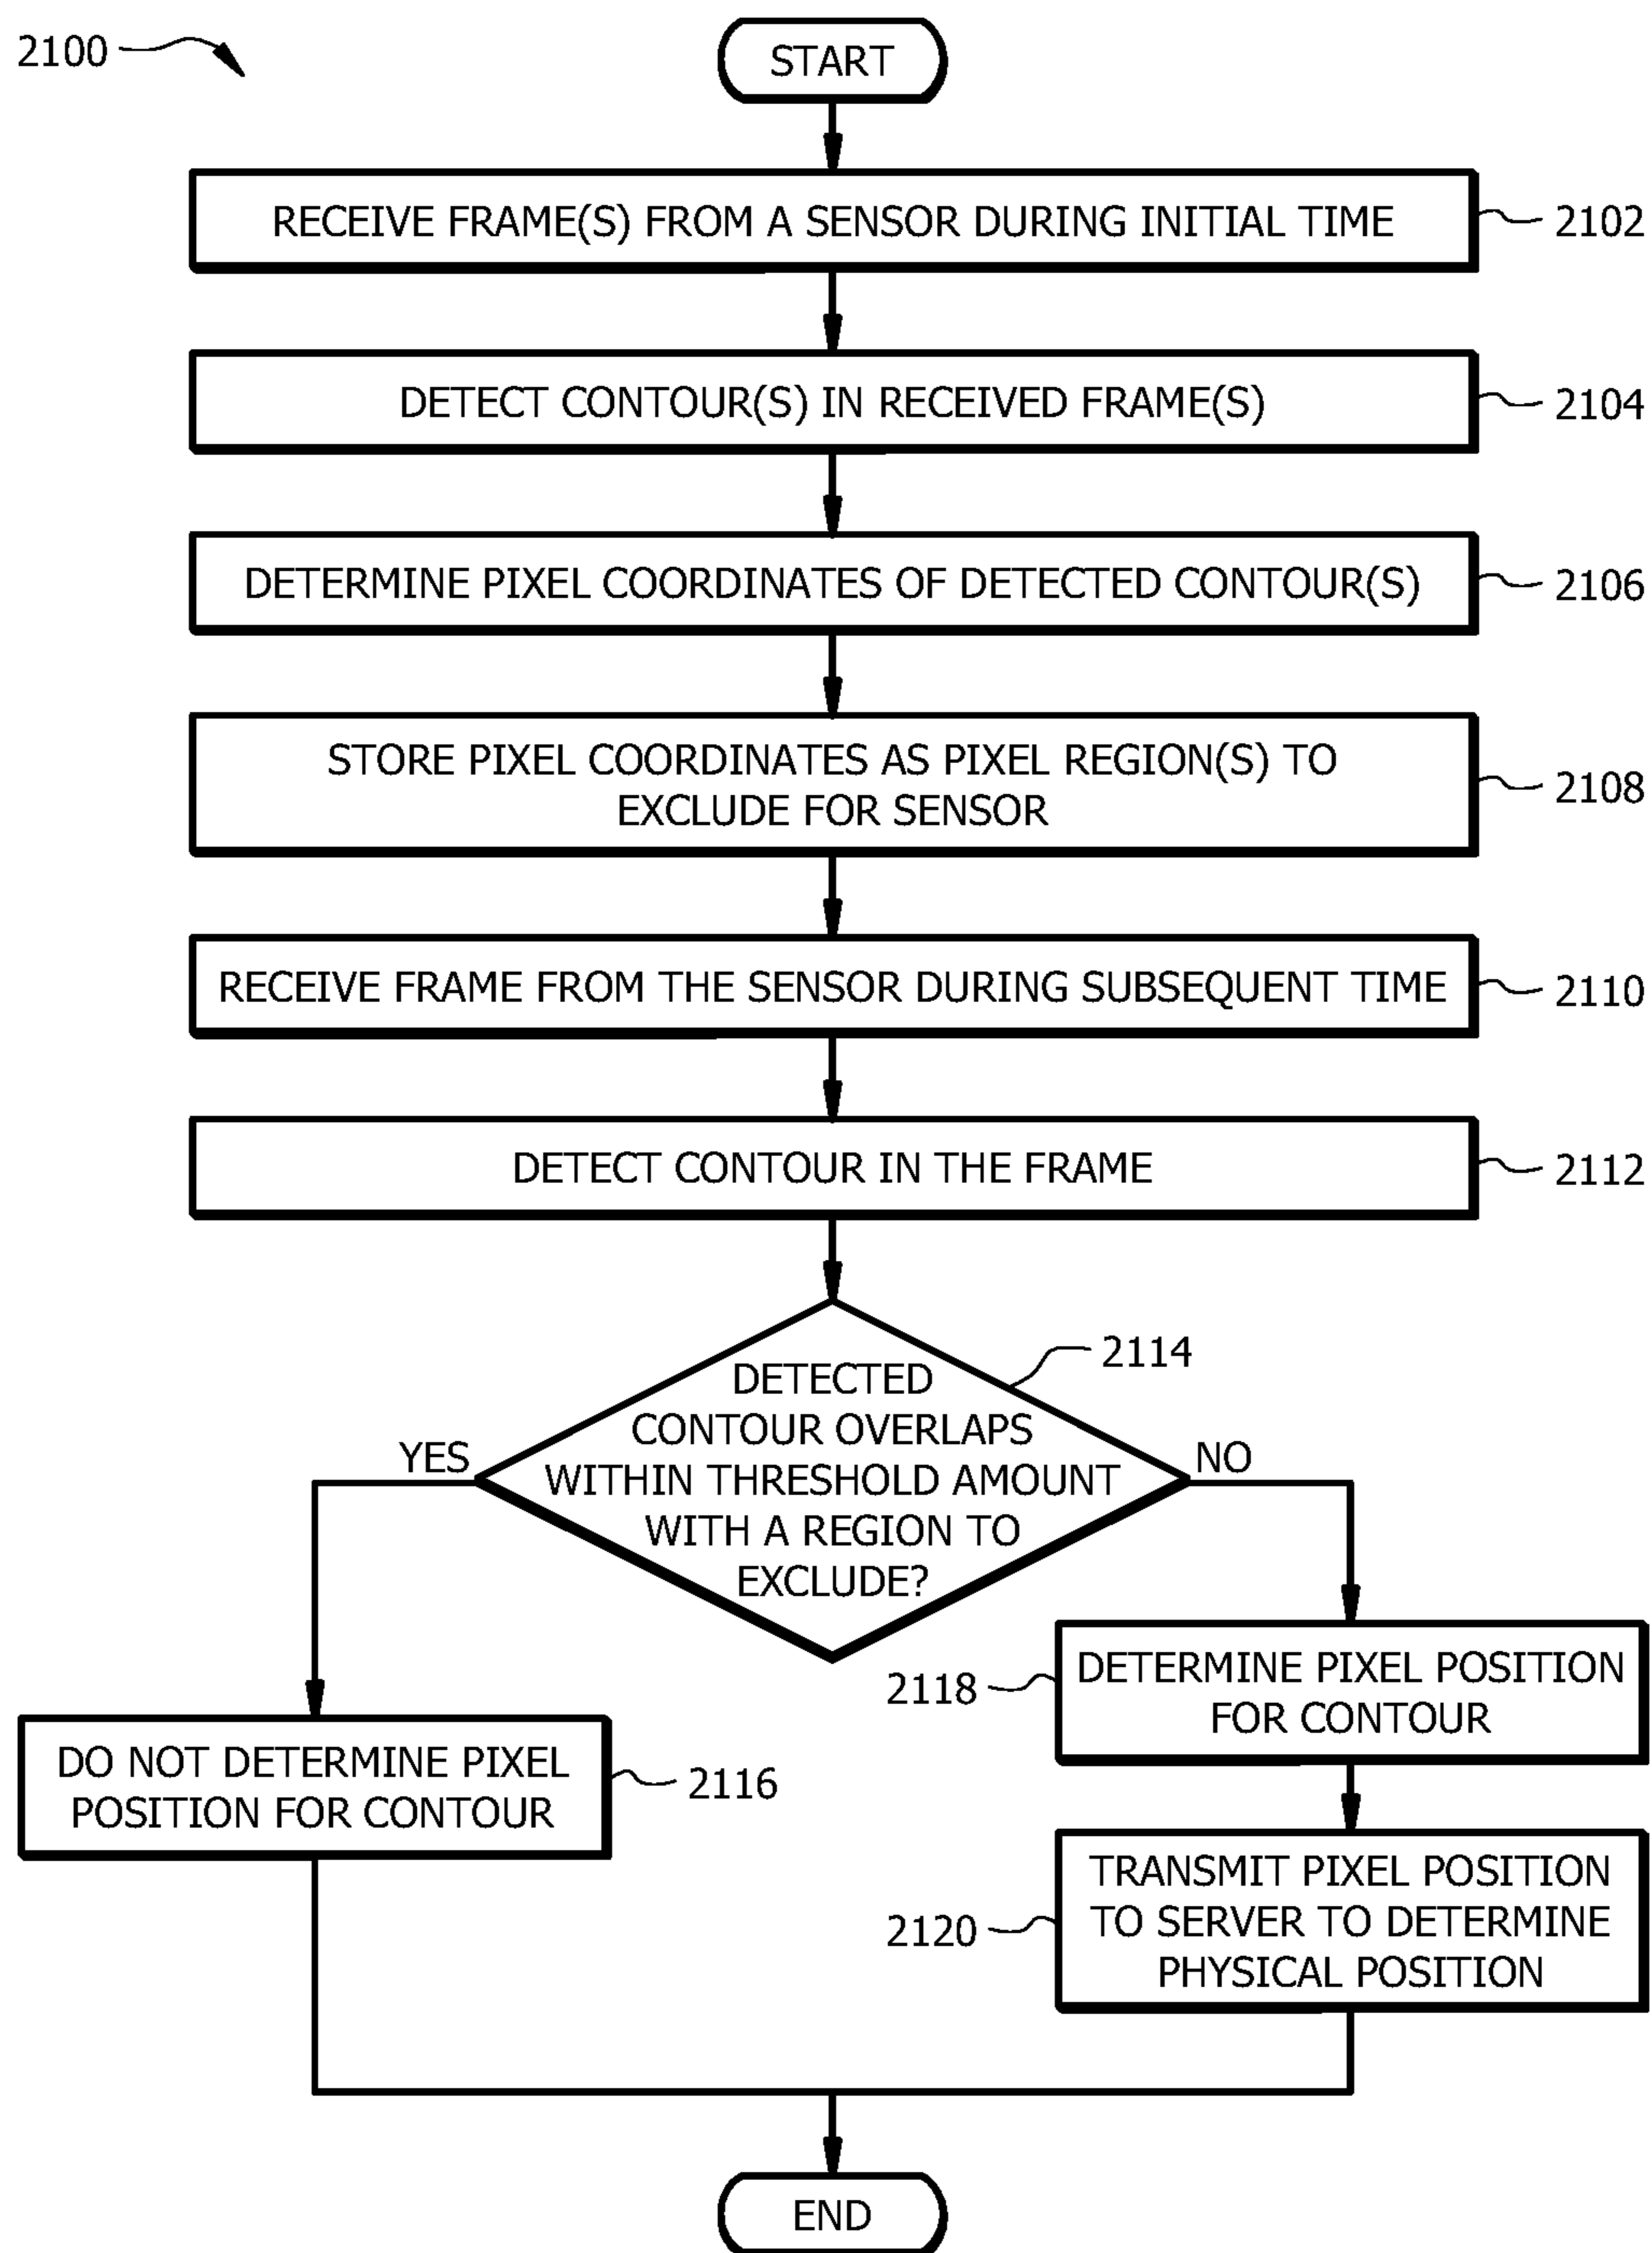 2100
START
RECEIVE FRAME(S) FROM A SENSOR DURING INITIAL TIME
2102
DETECT CONTOUR(S) IN RECEIVED FRAME(S)
2104
DETERMINE PIXEL COORDINATES OF DETECTED CONTOUR(S)
2106
STORE PIXEL COORDINATES AS PIXEL REGION(S) TO
EXCLUDE FOR SENSOR
2108
RECEIVE FRAME FROM THE SENSOR DURING SUBSEQUENT TIME
2110
DETECT CONTOUR IN THE FRAME
2112
DETECTED
CONTOUR OVERLAPS
WITHIN THRESHOLD AMOUNT
WITH A REGION TO
EXCLUDE?
2114
YES
NO
DO NOT DETERMINE PIXEL
POSITION FOR CONTOUR
2116
DETERMINE PIXEL POSITION
FOR CONTOUR
2118
TRANSMIT PIXEL POSITION
TO SERVER TO DETERMINE
PHYSICAL POSITION
2120
END